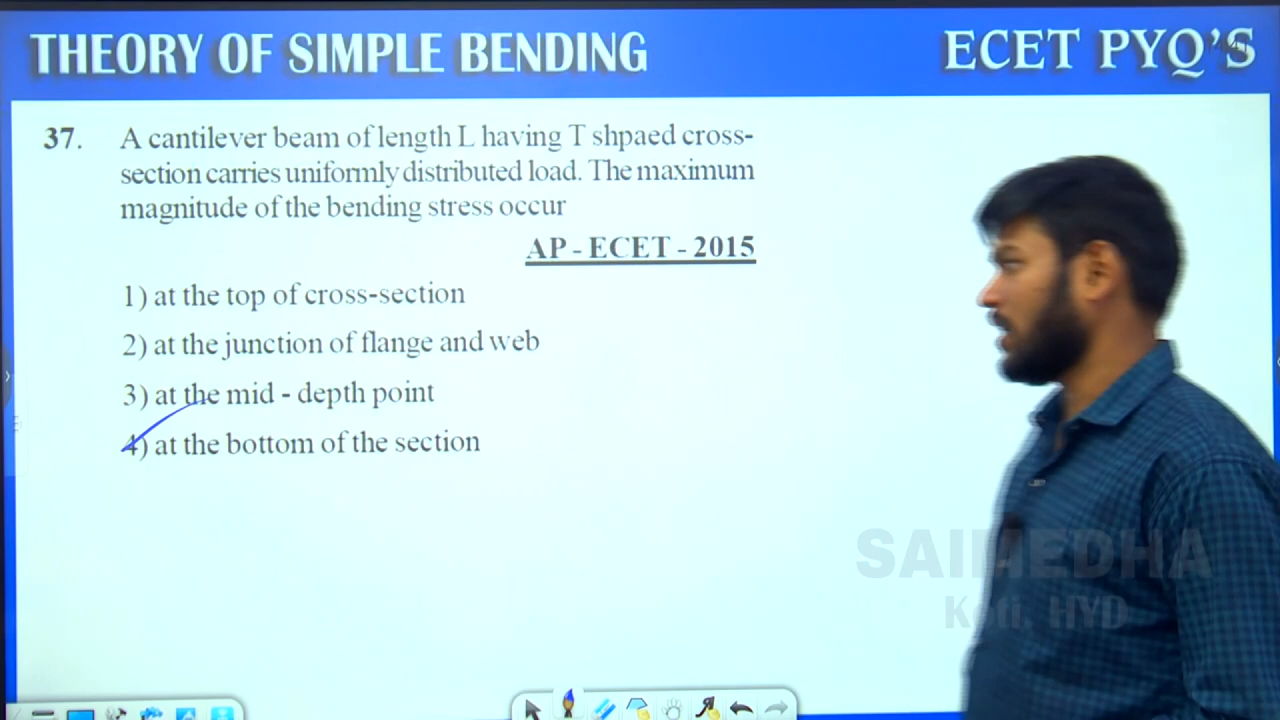 THEORY OF SIMPLE BENDING
ECET PYQ'S
37. A cantilever beam of length L having T shpaed cross-
section carries uniformly distributed load. The maximum
magnitude of the bending stress occur
AP - ECET - 2015
1) at the top of cross-section
2) at the junction of flange and web
3) at the mid - depth point
4) at the bottom of the section
SAIMEDHA
Koti, HYD